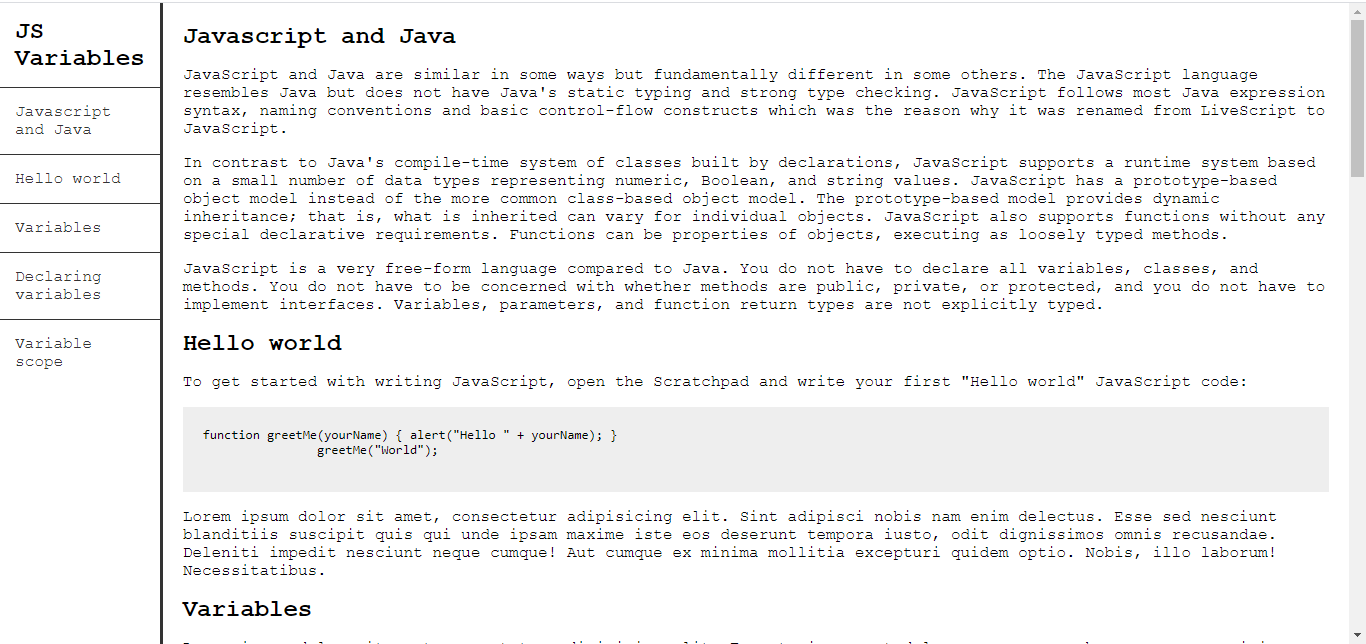 JS
Variables
Javascript
and Java
Hello world
Variables
Declaring
variables
Variable
scope
Javascript and Java
JavaScript and Java are similar in some ways but fundamentally different in some others. The JavaScript language
resembles Java but does not have Java's static typing and strong type checking. JavaScript follows most Java expression
syntax, naming conventions and basic control-flow constructs which was the reason why it was renamed from LiveScript to
JavaScript.
In contrast to Java's compile-time system of classes built by declarations, JavaScript supports a runtime system based
on a small number of data types representing numeric, Boolean, and string values. JavaScript has a prototype-based
object model instead of the more common class-based object model. The prototype-based model provides dynamic
inheritance; that is, what is inherited can vary for individual objects. JavaScript also supports functions without any
special declarative requirements. Functions can be properties of objects, executing as loosely typed methods.
JavaScript is a very free-form language compared to Java. You do not have to declare all variables, classes, and
methods. You do not have to be concerned with whether methods are public, private, or protected, and you do not have to
implement interfaces. Variables, parameters, and function return types are not explicitly typed.
Hello world
To get started with writing JavaScript, open the Scratchpad and write your first "Hello world" JavaScript code:
function greetMe(yourName) { alert("Hello " + yourName); }
greetMe("World");
Lorem ipsum dolor sit amet, consectetur adipisicing elit. Sint adipisci nobis nam enim delectus. Esse sed nesciunt
blanditiis suscipit quis qui unde ipsam maxime iste eos deserunt tempora iusto, odit dignissimos omnis recusandae.
Deleniti impedit nesciunt neque cumque! Aut cumque ex minima mollitia excepturi quidem optio. Nobis, illo laborum!
Necessitatibus.
Variables